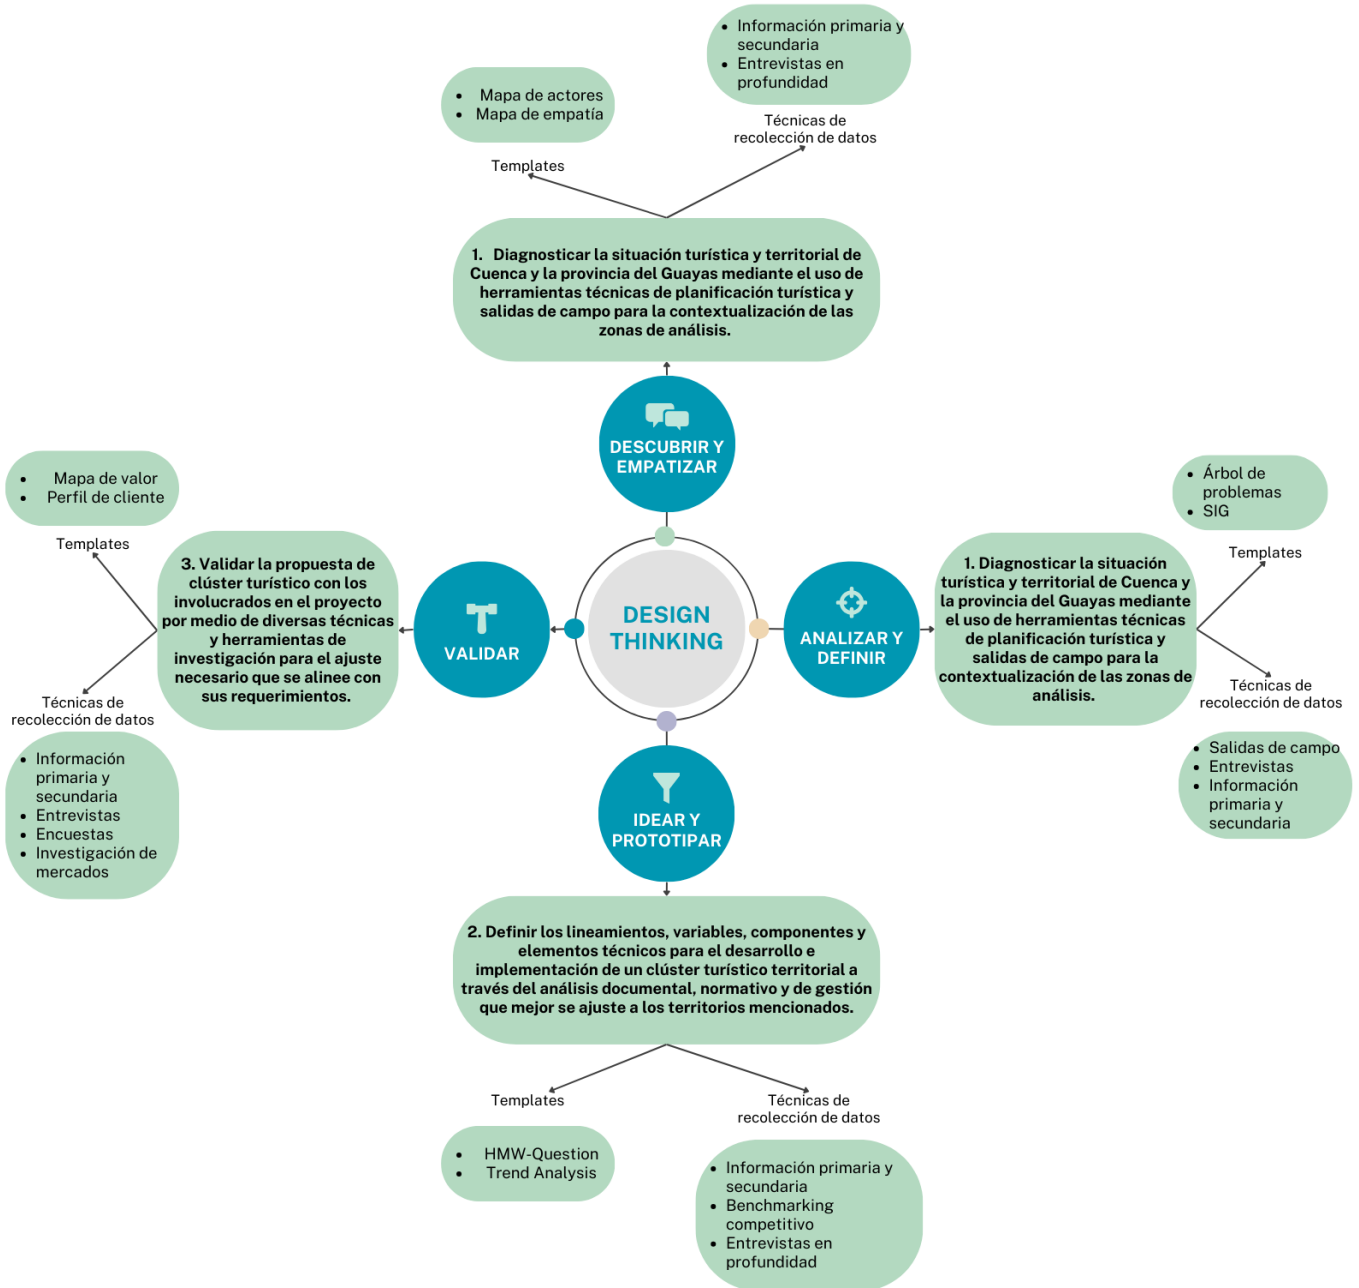 • Información primaria y
secundaria
• Entrevistas en
profundidad
• Mapa de actores
• Mapa de empatía
Técnicas de
recolección de datos
Templates
1. Diagnosticar la situación turística y territorial de
Cuenca y la provincia del Guayas mediante el uso de
herramientas técnicas de planificación turística y
salidas de campo para la contextualización de las
zonas de análisis.
DESCUBRIR Y
EMPATIZAR
• Mapa de valor
• Perfil de cliente
Templates
3. Validar la propuesta de
clúster turístico con los
involucrados en el proyecto
por medio de diversas técnicas
y herramientas de
investigación para el ajuste
necesario que se alinee con
sus requerimientos.
Técnicas de
recolección de datos
• Información
primaria y
secundaria
• Entrevistas
• Encuestas
• Investigación de
mercados
VALIDAR
DESIGN
THINKING
ANALIZAR Y
DEFINIR
• Árbol de
problemas
• SIG
Templates
1. Diagnosticar la situación
turística y territorial de Cuenca y
la provincia del Guayas mediante
el uso de herramientas técnicas
de planificación turística y
salidas de campo para la
contextualización de las zonas de
análisis.
Técnicas de
recolección de datos
• Salidas de campo
• Entrevistas
• Información
primaria y
secundaria
IDEAR Y
PROTOTIPAR
2. Definir los lineamientos, variables, componentes y
elementos técnicos para el desarrollo e
implementación de un clúster turístico territorial a
través del análisis documental, normativo y de gestión
que mejor se ajuste a los territorios mencionados.
Templates
• HMW-Question
• Trend Analysis
Técnicas de
recolección de datos
• Información primaria y
secundaria
• Benchmarking
competitivo
• Entrevistas en
profundidad